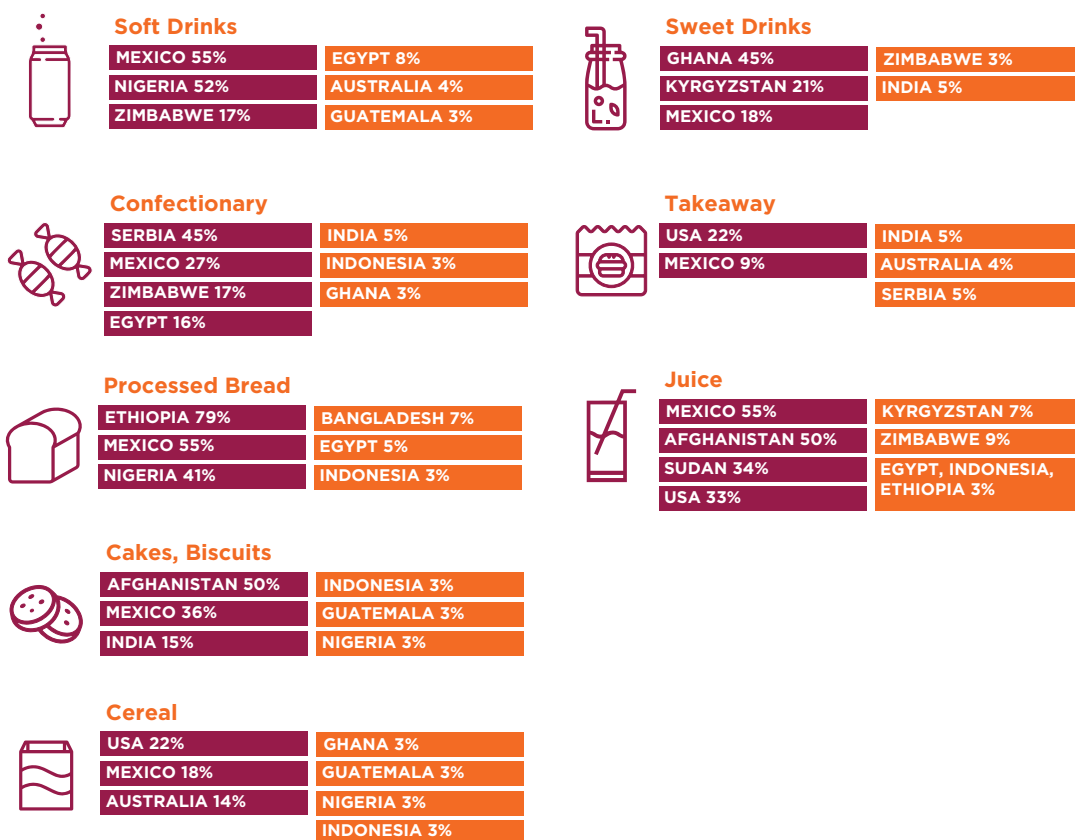 Soft Drinks
MEXICO 55%
NIGERIA 52%
ZIMBABWE 17%
EGYPT 8%
AUSTRALIA 4%
GUATEMALA 3%
Sweet Drinks
GHANA 45%
KYRGYZSTAN 21%
MEXICO 18%
ZIMBABWE 3%
INDIA 5%
Confectionary
SERBIA 45%
MEXICO 27%
ZIMBABWE 17%
EGYPT 16%
INDIA 5%
INDONESIA 3%
GHANA 3%
Takeaway
USA 22%
MEXICO 9%
INDIA 5%
AUSTRALIA 4%
SERBIA 5%
Processed Bread
ETHIOPIA 79%
MEXICO 55%
NIGERIA 41%
BANGLADESH 7%
EGYPT 5%
INDONESIA 3%
Juice
MEXICO 55%
AFGHANISTAN 50%
SUDAN 34%
USA 33%
KYRGYZSTAN 7%
ZIMBABWE 9%
EGYPT, INDONESIA,
ETHIOPIA 3%
Cakes, Biscuits
AFGHANISTAN 50%
MEXICO 36%
INDIA 15%
INDONESIA 3%
GUATEMALA 3%
NIGERIA 3%
Cereal
USA 22%
MEXICO 18%
AUSTRALIA 14%
GHANA 3%
GUATEMALA 3%
NIGERIA 3%
INDONESIA 3%